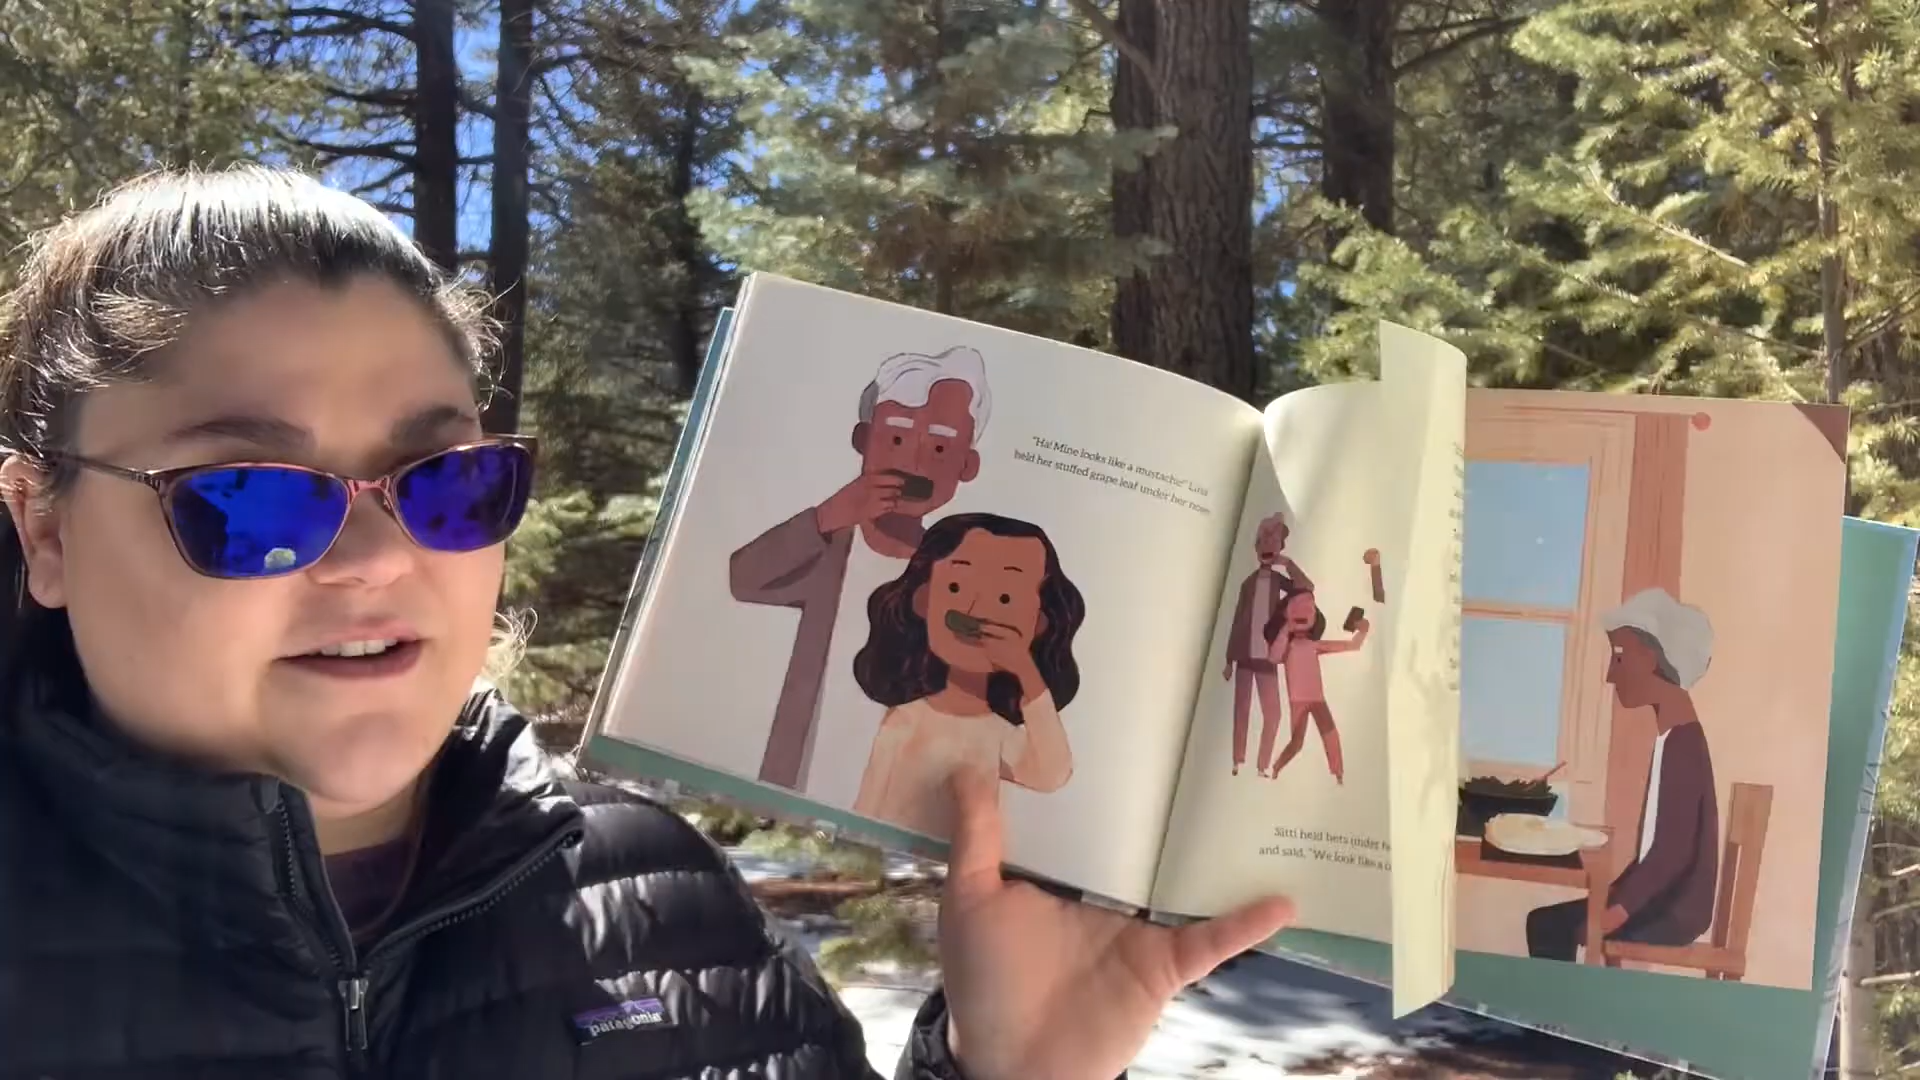 "Ha! Mine looks like a mustache!" Lina
held her stuffed grape leaf under her nose
Sitti held hers under h
and said, "We look like a
patagonia